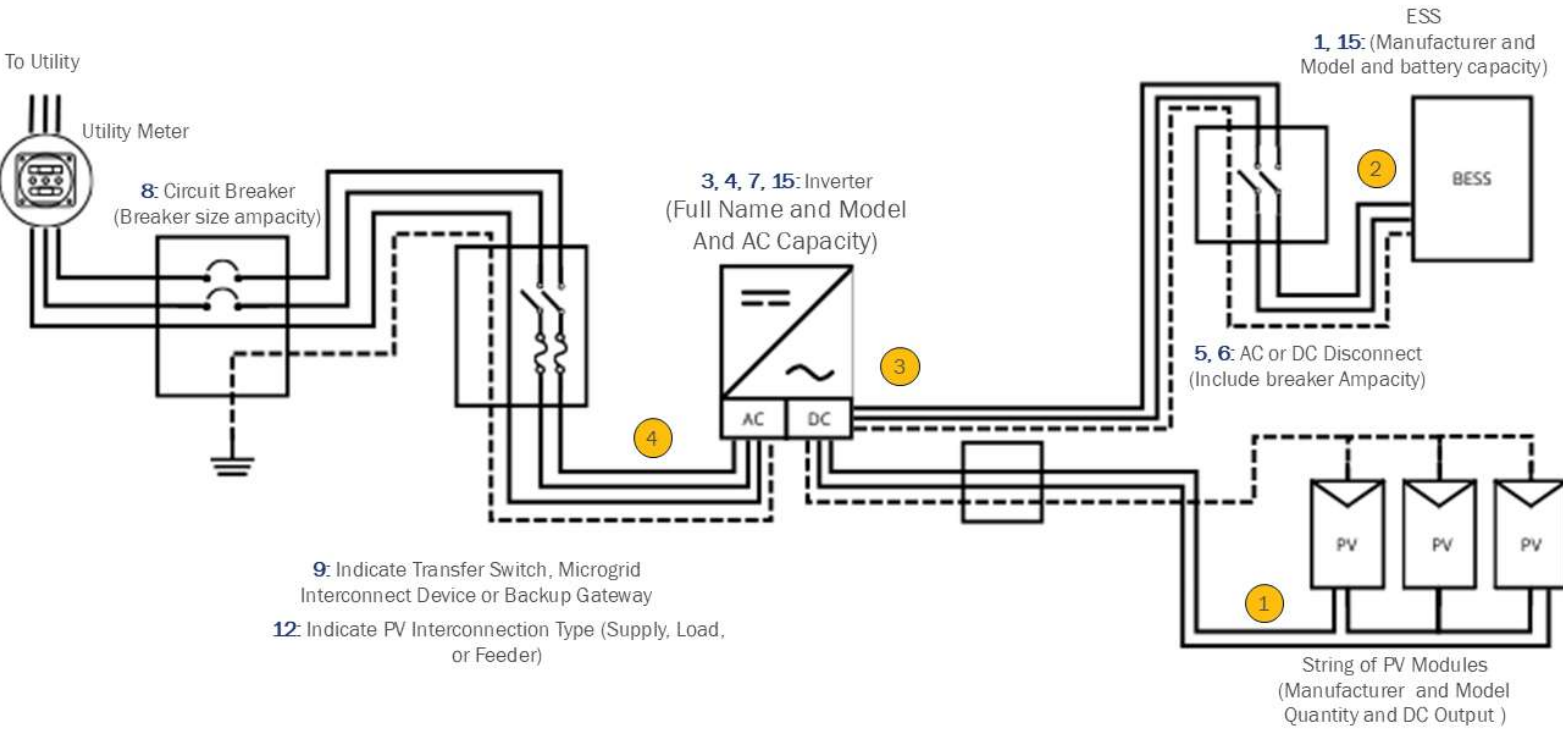 To Utility
Utility Meter
8: Circuit Breaker
(Breaker size ampacity)
3, 4, 7, 15: Inverter
(Full Name and Model
And AC Capacity)
AC
DC
4
3
9: Indicate Transfer Switch, Microgrid
Interconnect Device or Backup Gateway
12: Indicate PV Interconnection Type (Supply, Load,
or Feeder)
ESS
1, 15: (Manufacturer and
Model and battery capacity)
2
BESS
5, 6: AC or DC Disconnect
(Include breaker Ampacity)
PV
PV
PV
1
String of PV Modules
(Manufacturer and Model
Quantity and DC Output )